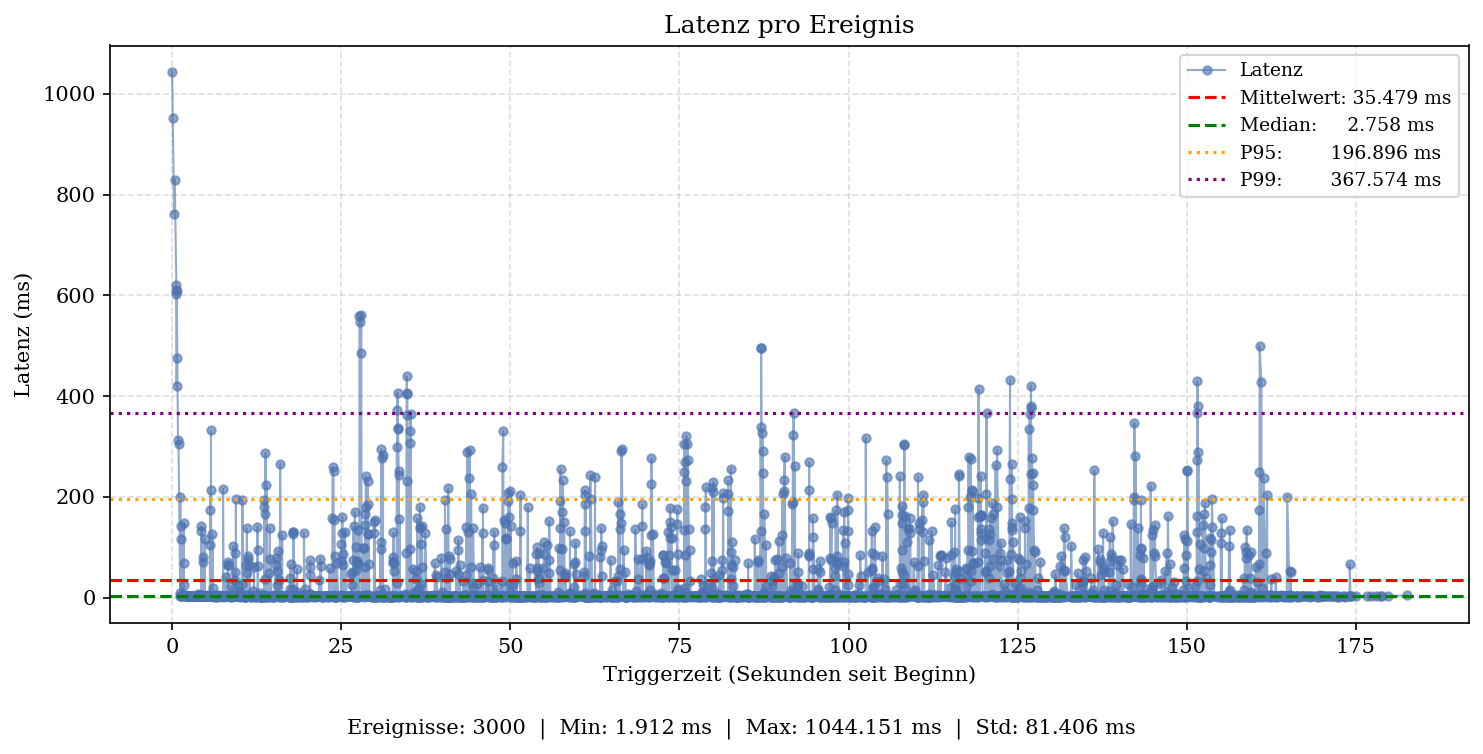 Latenz pro Ereignis
Latenz (ms)
1000
800
600
400
200
0
Latenz
Mittelwert: 35.479 ms
Median: 2.758 ms
P95: 196.896 ms
P99: 367.574 ms
0 25 50 75 100 125 150 175
Triggerzeit (Sekunden seit Beginn)
Ereignisse: 3000 | Min: 1.912 ms | Max: 1044.151 ms | Std: 81.406 ms